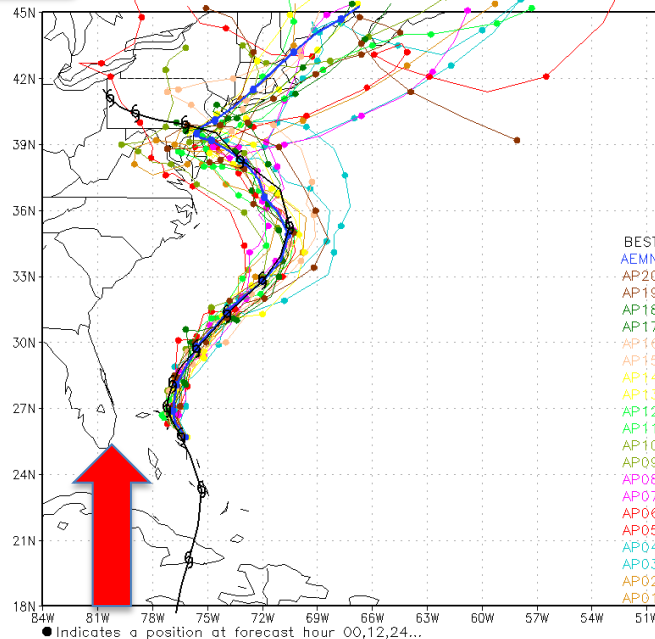 45N
42N
39N
36N
33N
30N
27N
24N
21N
18N
84W 81W 78W 75W 72W 69W 66W 63W 60W 57W 54W 51W
BEST
AEMN
AP20
AP19
AP18
AP17
AP16
AP15
AP14
AP13
AP12
AP11
AP10
AP09
AP08
AP07
AP06
AP05
AP04
AP03
AP02
AP01
Indicates a position at forecast hour 00,12,24...